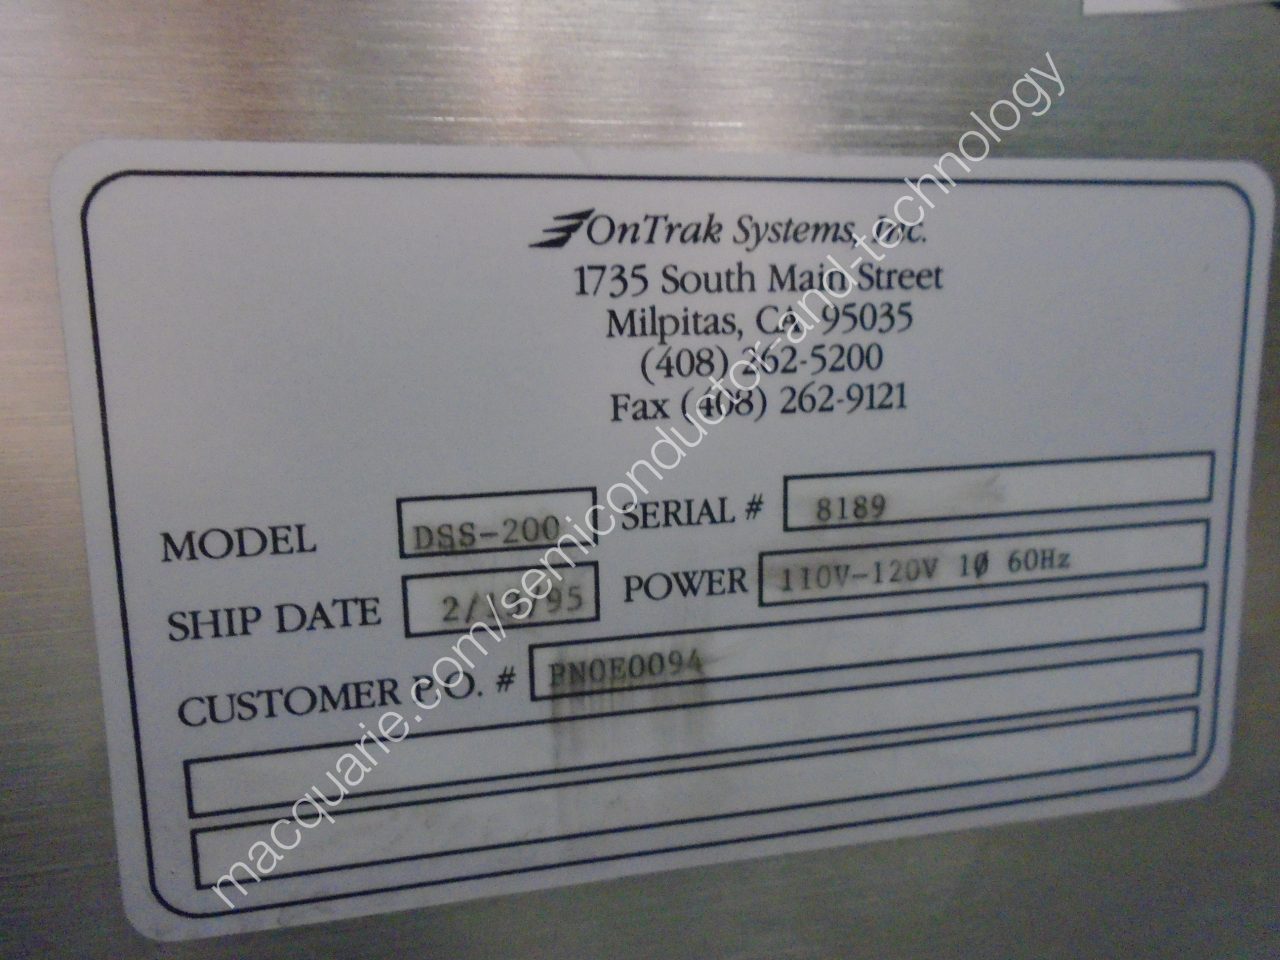 OnTrak Systems, Inc.
1735 South Main Street
Milpitas, CA 95035
(408) 262-5200
Fax (408) 262-9121
MODEL DSS-200 SERIAL # 8189
SHIP DATE POWER 110V-120V 1Ø 60Hz
CUSTOMER P.O. # PNOE0094
macquarie.com/semiconductor-and-technology